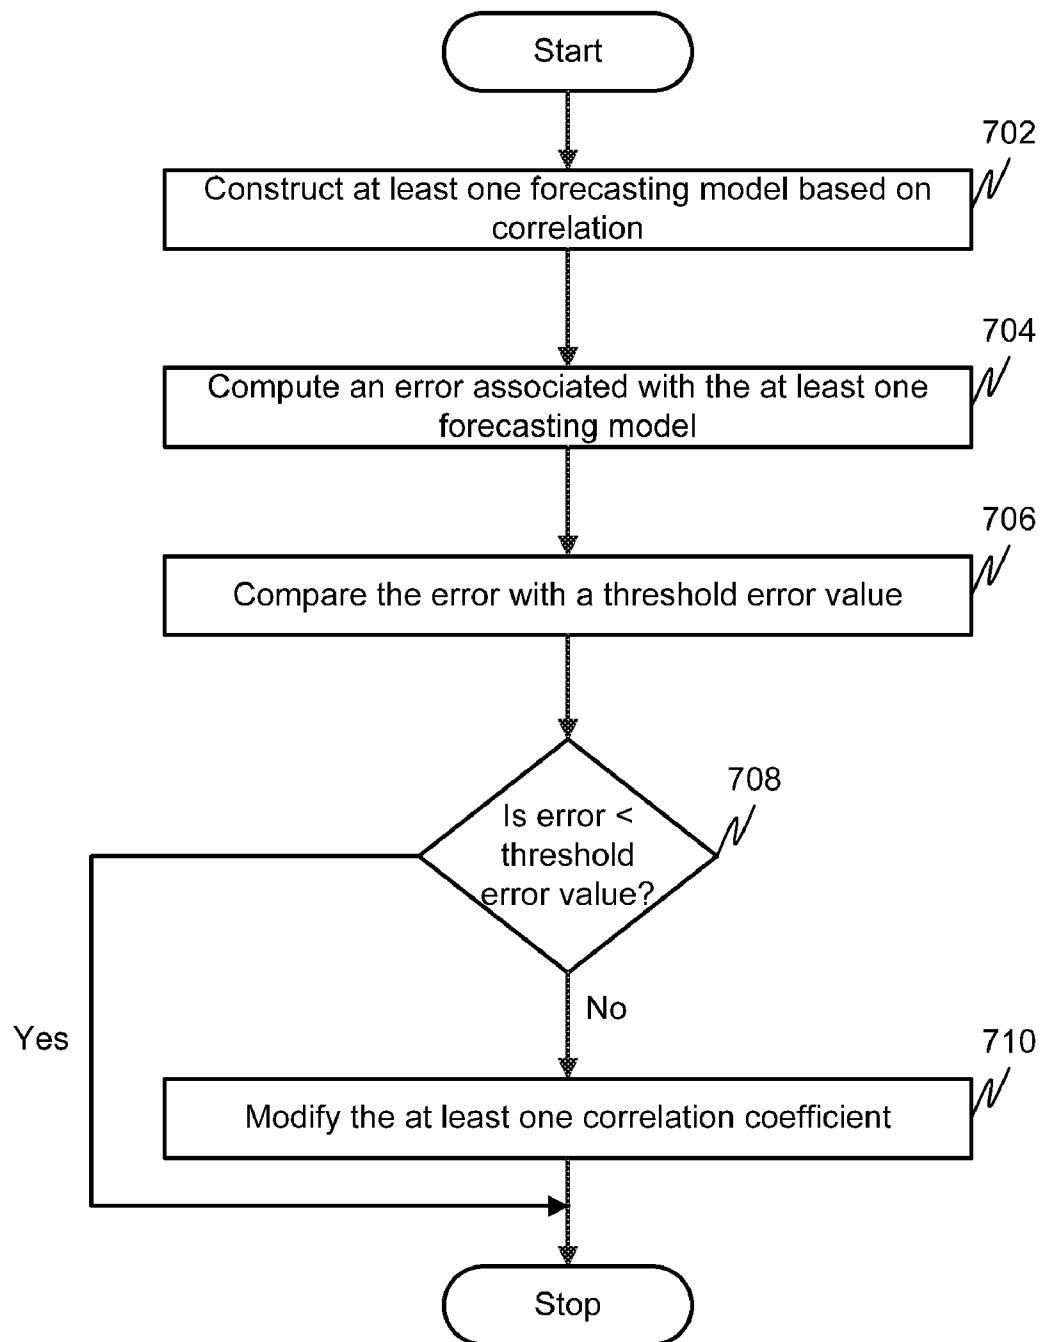 Start
702
Construct at least one forecasting model based on
correlation
704
Compute an error associated with the at least one
forecasting model
706
Compare the error with a threshold error value
708
Is error <
threshold
error value?
No
Yes
710
Modify the at least one correlation coefficient
Stop